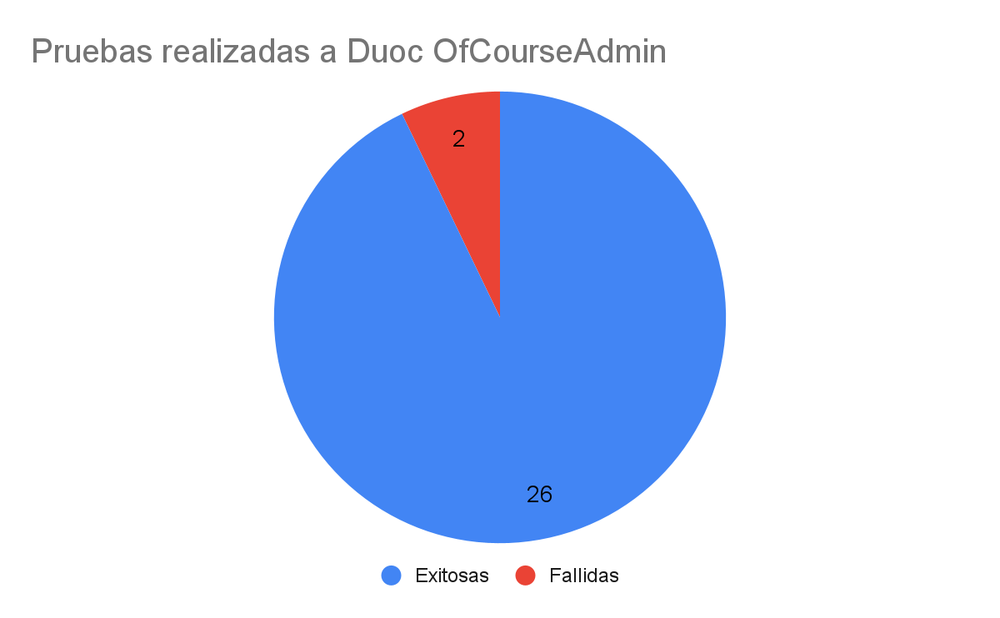 Pruebas realizadas a Duoc OfCourseAdmin
2
26
Exitosas
Fallidas